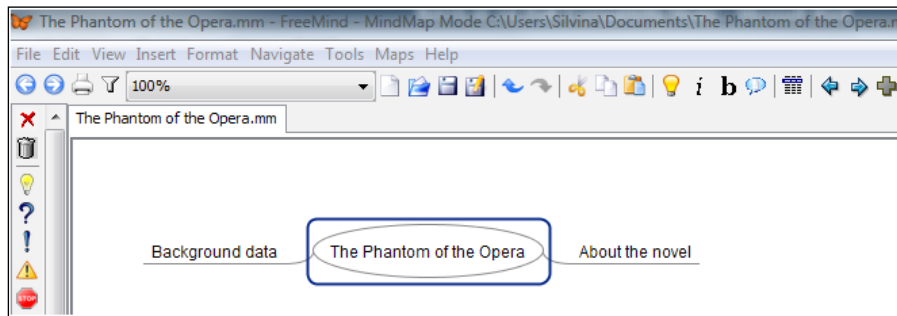 The Phantom of the Opera.mm - FreeMind - MindMap Mode C:\Users\Silvina\Documents\The Phantom of the Opera.
File Edit View Insert Format Navigate Tools Maps Help
100% i b
The Phantom of the Opera.mm
?
!
STOP
Background data The Phantom of the Opera About the novel